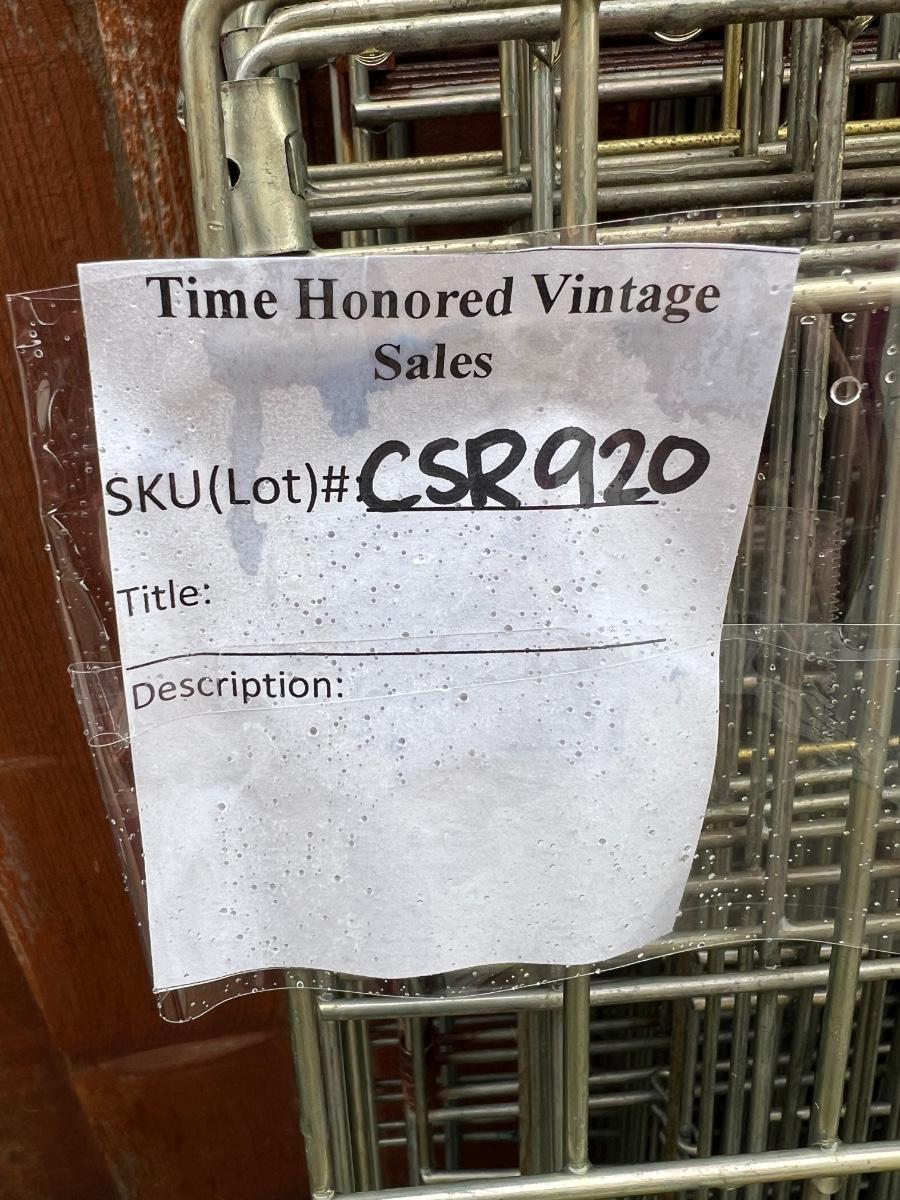 Time Honored Vintage
Sales
SKU(Lot)#:CSR920
Title:
Description: